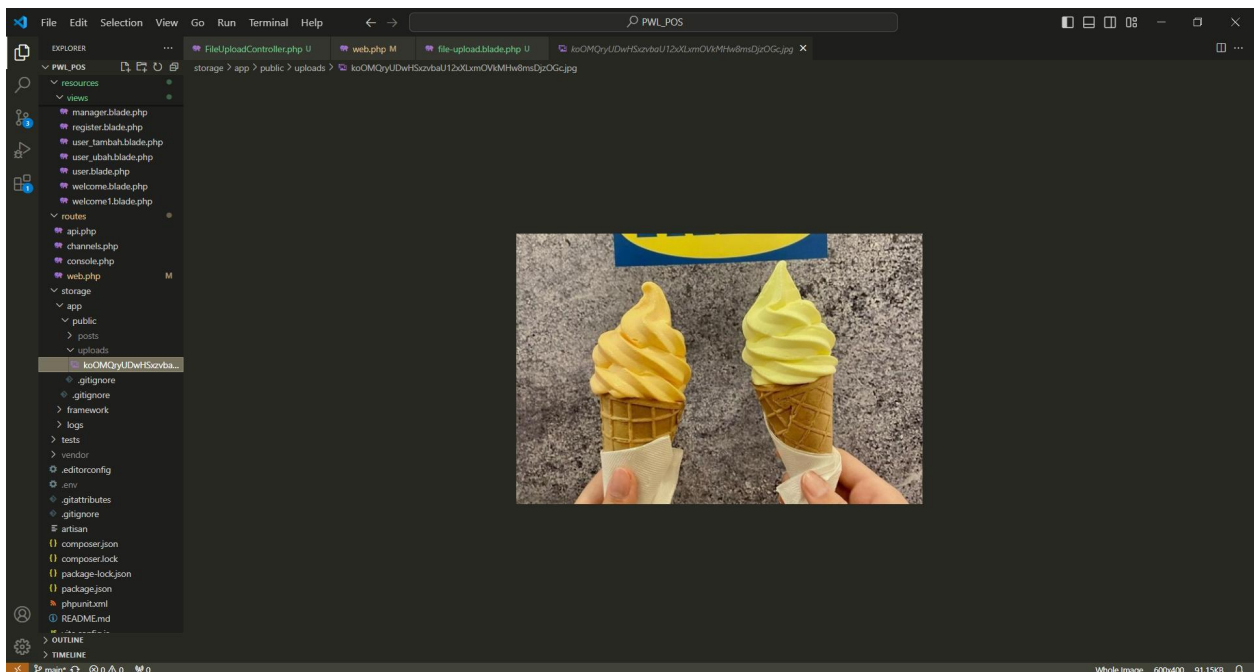 File Edit Selection View Go Run Terminal Help
PWL_POS
EXPLORER
FileUploadController.php U
web.php M
file-upload.blade.php U
koOMQryUDwHSxzvbaU12xXLxmOVkMHw8msDjzOGc.jpg
PWL_POS
storage > app > public > uploads > koOMQryUDwHSxzvbaU12xXLxmOVkMHw8msDjzOGc.jpg
resources
views
manager.blade.php
register.blade.php
user_tambah.blade.php
user_ubah.blade.php
user.blade.php
welcome.blade.php
welcome1.blade.php
routes
api.php
channels.php
console.php
web.php M
storage
app
public
posts
uploads
koOMQryUDwHSxzvba...
.gitignore
.gitignore
framework
logs
tests
vendor
.editorconfig
.env
.gitattributes
.gitignore
artisan
composer.json
composer.lock
package-lock.json
package.json
phpunit.xml
README.md
OUTLINE
TIMELINE
main* 0 0 0 Whole Image 600x400 91.15KB